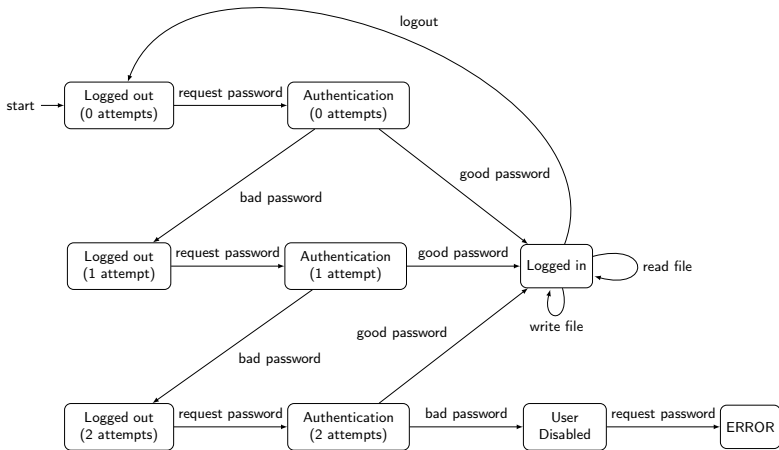 logout
start
Logged out
(0 attempts)
request password
Authentication
(0 attempts)
good password
bad password
Logged out
(1 attempt)
request password
Authentication
(1 attempt)
good password
Logged in
read file
write file
good password
bad password
Logged out
(2 attempts)
request password
Authentication
(2 attempts)
bad password
User
Disabled
request password
ERROR